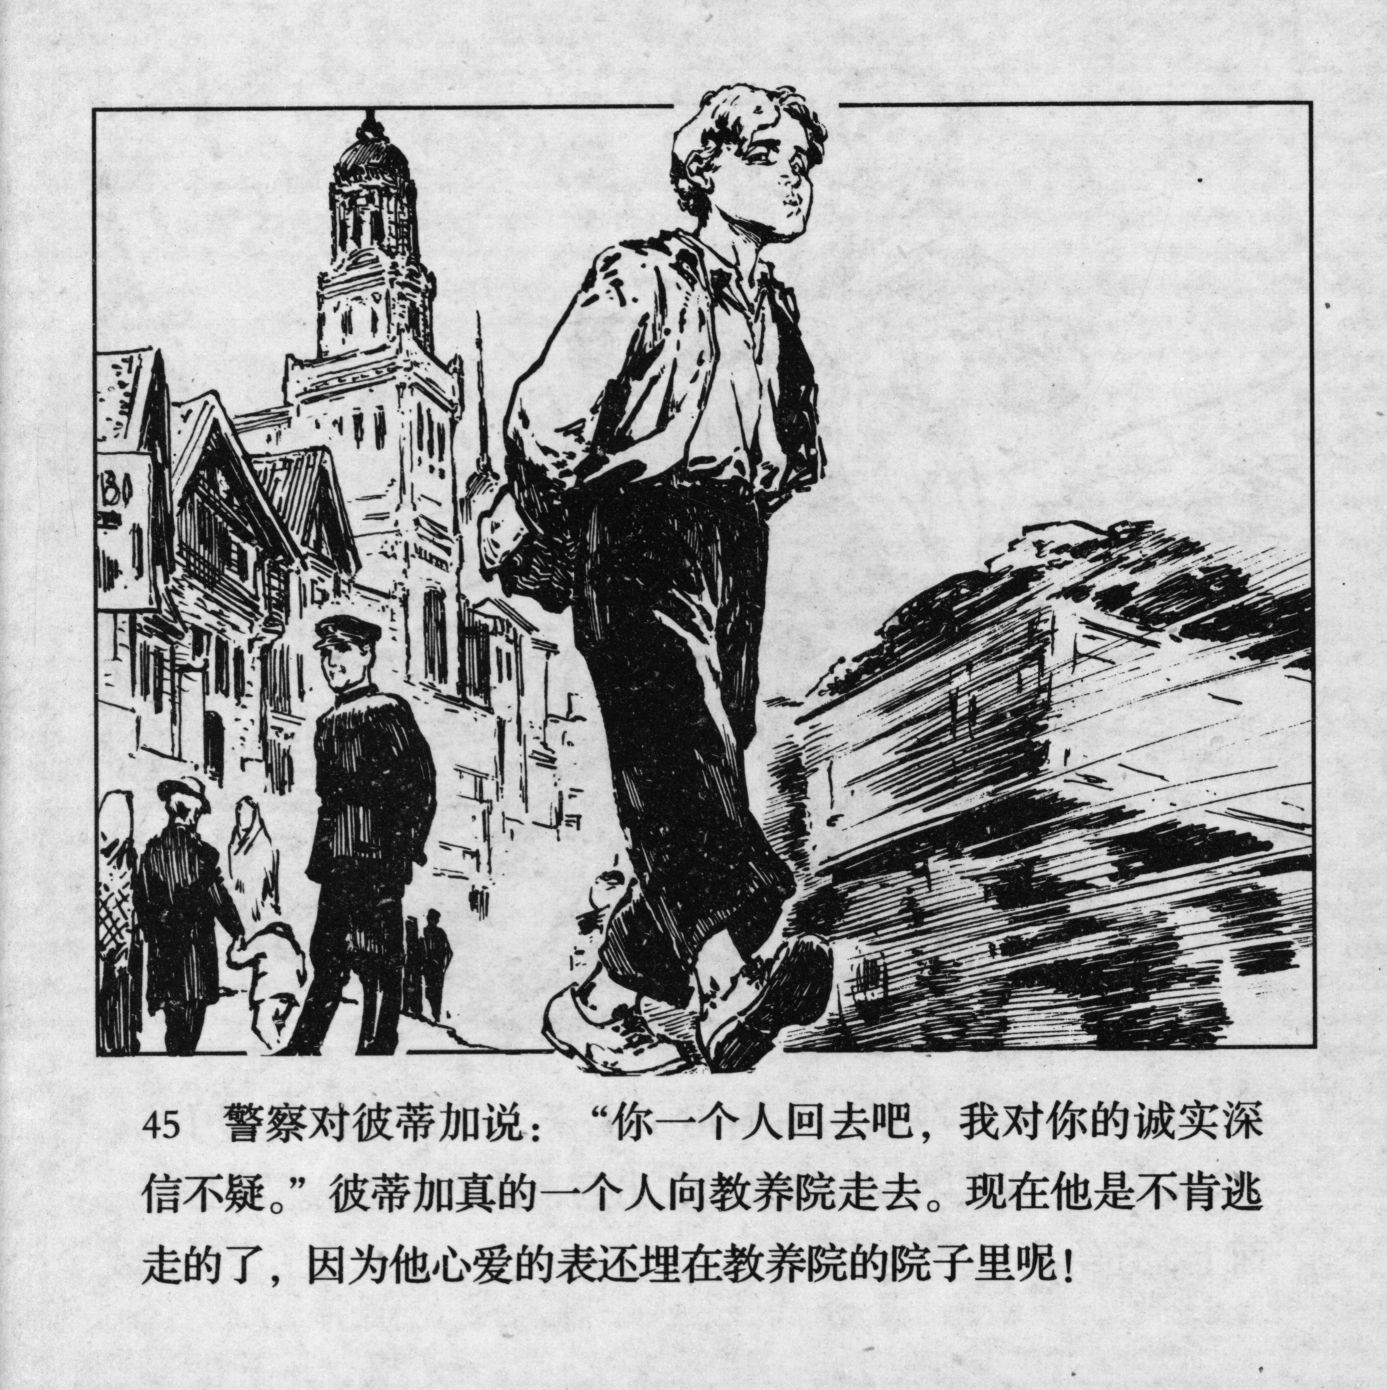 BO
45 警察对彼蒂加说：“你一个人回去吧，我对你的诚实深
信不疑。”彼蒂加真的一个人向教养院走去。现在他是不肯逃
走的了，因为他心爱的表还埋在教养院的院子里呢！